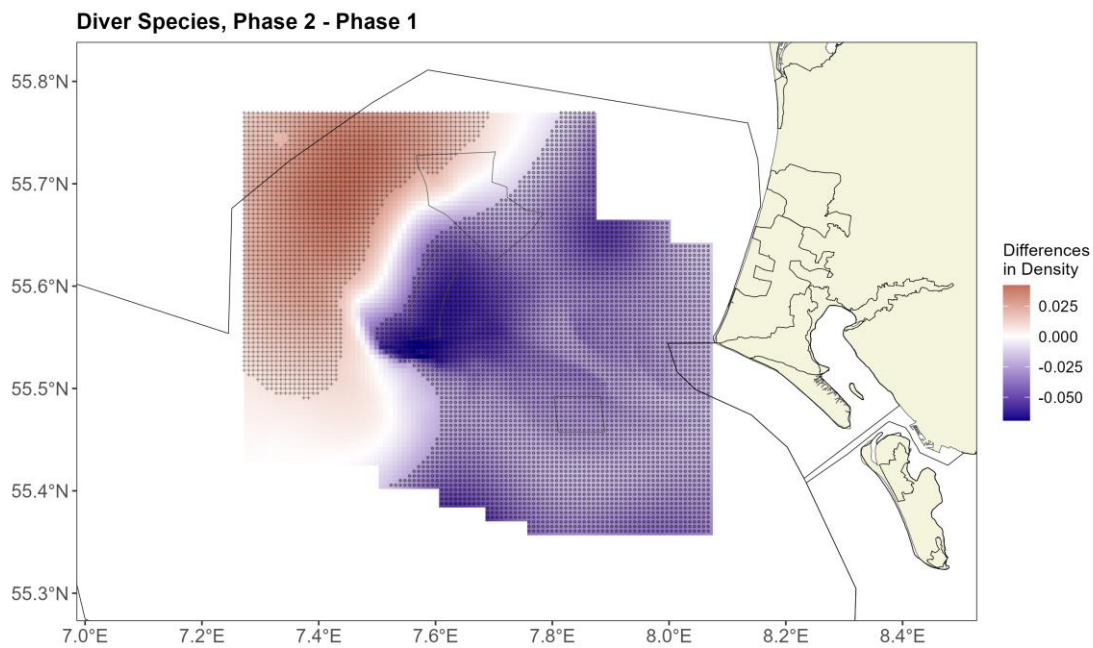 Diver Species, Phase 2 - Phase 1
55.8°N
55.7°N
55.6°N
55.5°N
55.4°N
55.3°N
7.0°E 7.2°E 7.4°E 7.6°E 7.8°E 8.0°E 8.2°E 8.4°E
Differences
in Density
0.025
0.000
-0.025
-0.050